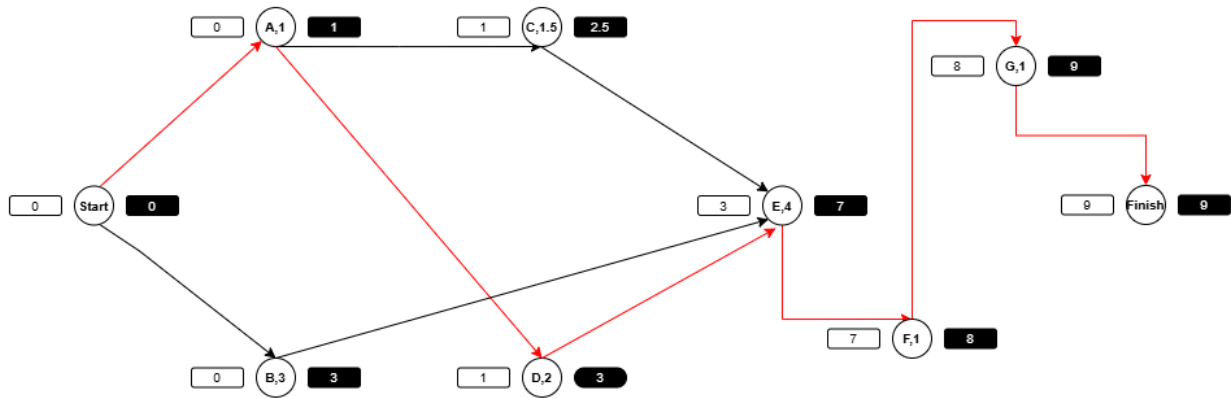 0 A,1 1
1 C,1.5 2.5
8 G,1 9
0 Start 0
3 E,4 7
9 Finish 9
7 F,1 8
0 B,3 3
1 D,2 3